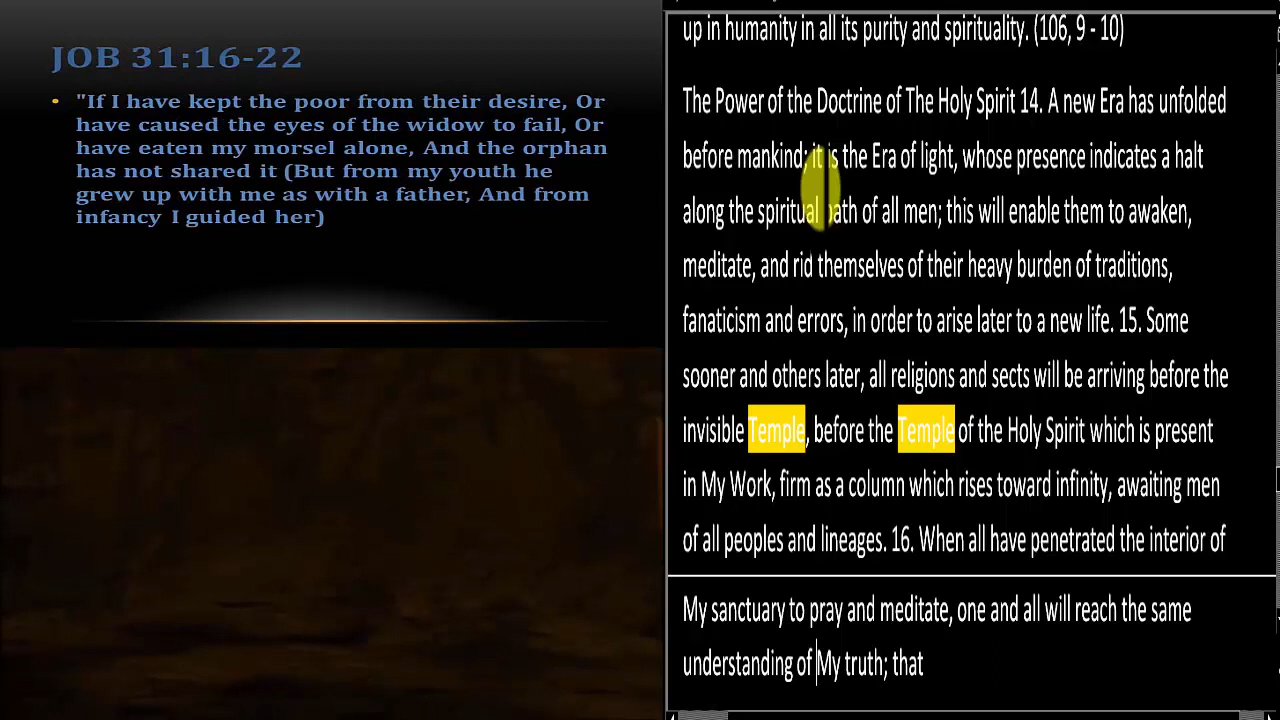 JOB 31:16-22
• "If I have kept the poor from their desire, Or
have caused the eyes of the widow to fail, Or
have eaten my morsel alone, And the orphan
has not shared it (But from my youth he
grew up with me as with a father, And from
infancy I guided her)
up in humanity in all its purity and spirituality. (106, 9 - 10)
The Power of the Doctrine of The Holy Spirit 14. A new Era has unfolded
before mankind; it is the Era of light, whose presence indicates a halt
along the spiritual path of all men; this will enable them to awaken,
meditate, and rid themselves of their heavy burden of traditions,
fanaticism and errors, in order to arise later to a new life. 15. Some
sooner and others later, all religions and sects will be arriving before the
invisible Temple, before the Temple of the Holy Spirit which is present
in My Work, firm as a column which rises toward infinity, awaiting men
of all peoples and lineages. 16. When all have penetrated the interior of
My sanctuary to pray and meditate, one and all will reach the same
understanding of My truth; that